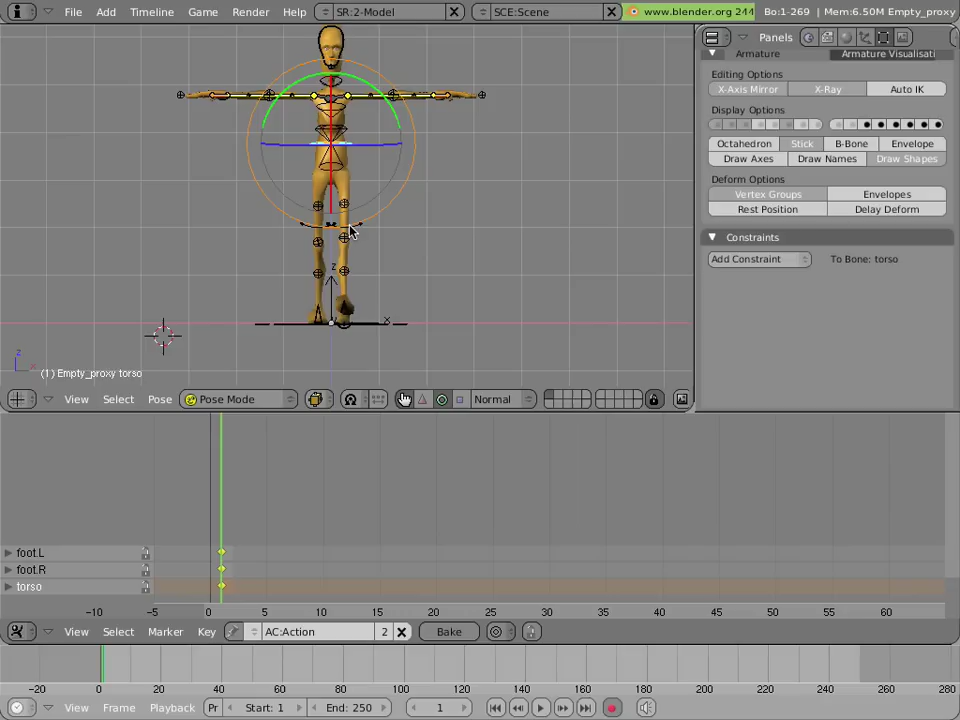 File Add Timeline Game Render Help SR:2-Model SCE:Scene www.blender.org 244 Bo:1-269 | Mem:6.50M Empty_proxy
Panels
Armature Armature Visualisati
Editing Options
X-Axis Mirror X-Ray Auto IK
Display Options
Octahedron Stick B-Bone Envelope
Draw Axes Draw Names Draw Shapes
Deform Options
Vertex Groups Envelopes
Rest Position Delay Deform
Constraints
Add Constraint To Bone: torso
z
x
z
x
(1) Empty_proxy torso
View Select Pose Pose Mode Normal
foot.L
foot.R
torso
-10 -5 0 5 10 15 20 25 30 35 40 45 50 55 60
View Select Marker Key AC:Action 2 Bake
-20 0 20 40 60 80 100 120 140 160 180 200 220 240 260 280
View Frame Playback Pr Start: 1 End: 250 1